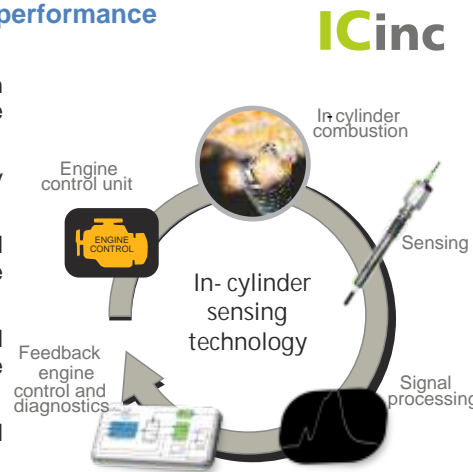 performance
ICinc
In-cylinder
combustion
Engine
control unit
ENGINE
CONTROL
Sensing
In- cylinder
sensing
technology
Feedback
engine
control and
diagnostics
Signal
processing